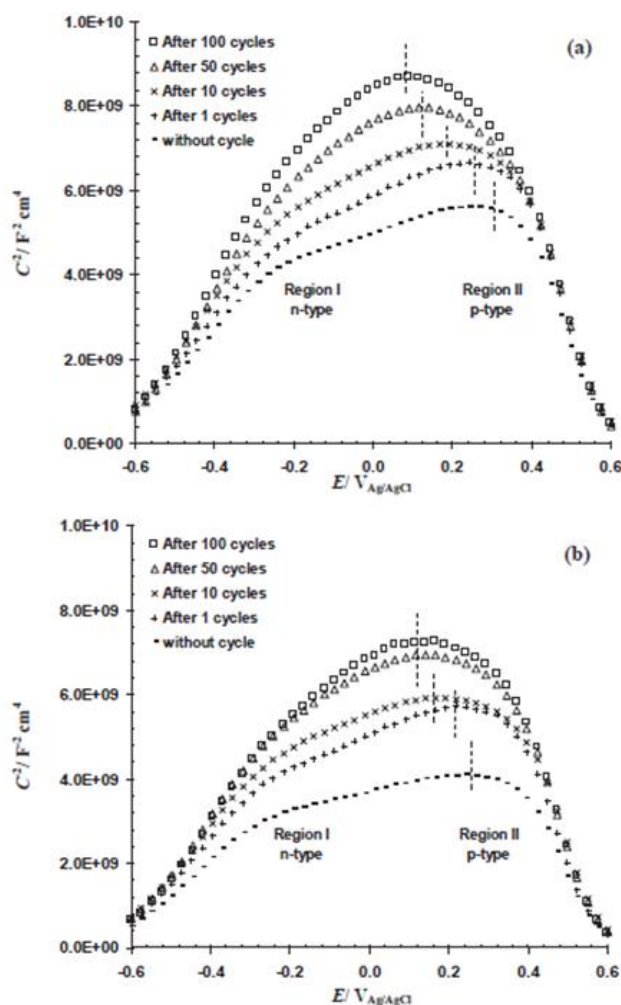 1.0E+10
8.0E+09
6.0E+09
4.0E+09
2.0E+09
0.0E+00
C⁻²/ F⁻² cm⁴
After 100 cycles
After 50 cycles
After 10 cycles
After 1 cycles
without cycle
(a)
Region I
n-type
Region II
p-type
-0.6 -0.4 -0.2 0.0 0.2 0.4 0.6
E/ V Ag/AgCl
1.0E+10
8.0E+09
6.0E+09
4.0E+09
2.0E+09
0.0E+00
C⁻²/ F⁻² cm⁴
After 100 cycles
After 50 cycles
After 10 cycles
After 1 cycles
without cycle
(b)
Region I
n-type
Region II
p-type
-0.6 -0.4 -0.2 0.0 0.2 0.4 0.6
E/ V Ag/AgCl